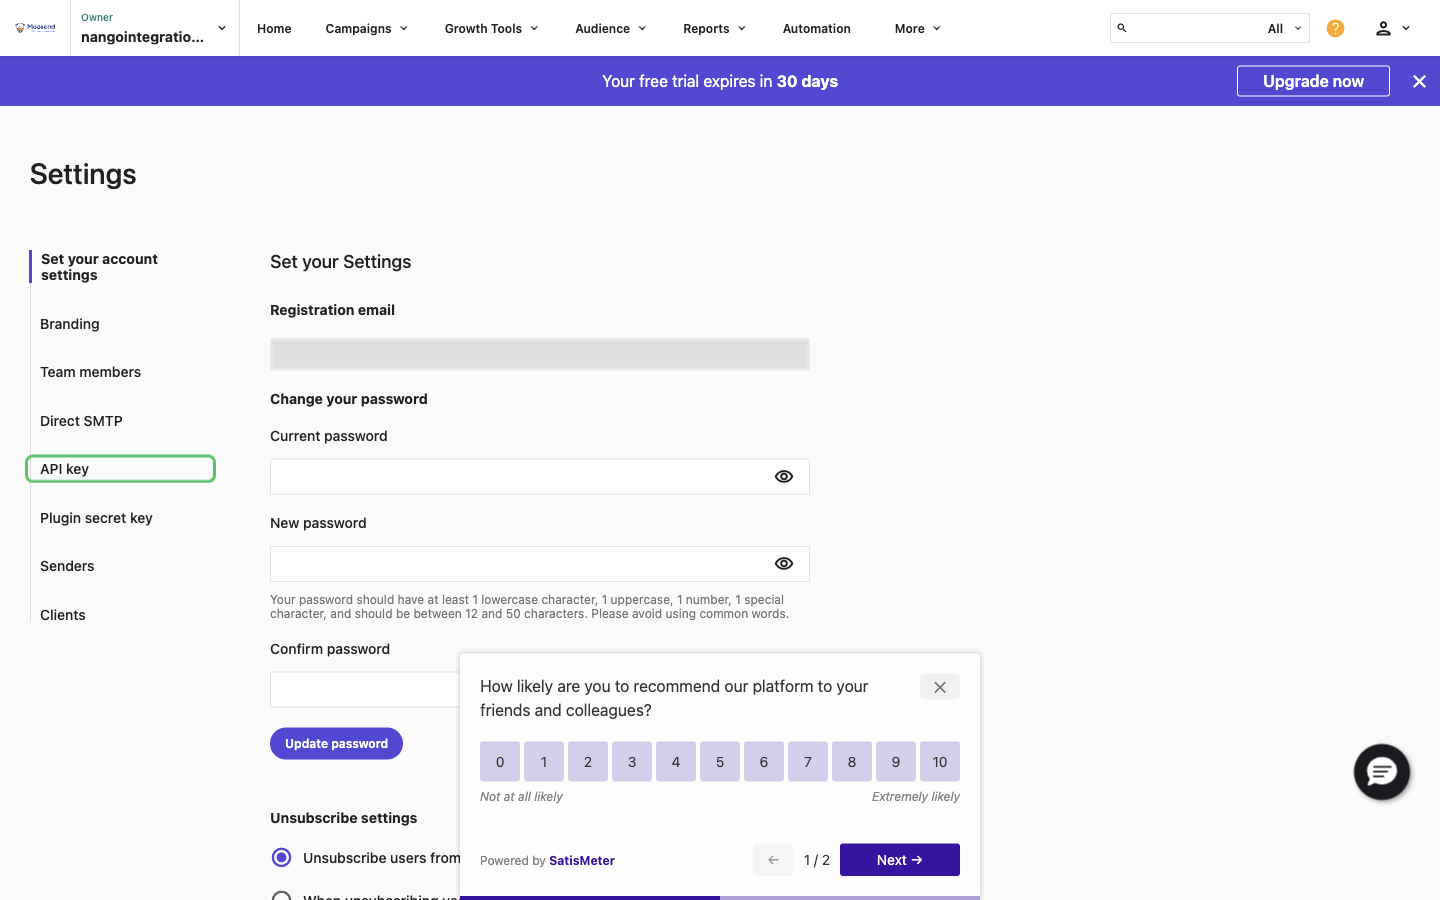 Moosend
Owner
nangointegratio...
Home
Campaigns
Growth Tools
Audience
Reports
Automation
More
All
?
Your free trial expires in 30 days
Upgrade now
Settings
Set your account
settings
Branding
Team members
Direct SMTP
API key
Plugin secret key
Senders
Clients
Set your Settings
Registration email
Change your password
Current password
New password
Your password should have at least 1 lowercase character, 1 uppercase, 1 number, 1 special
character, and should be between 12 and 50 characters. Please avoid using common words.
Confirm password
Update password
Unsubscribe settings
Unsubscribe users from
When unsubscribing
How likely are you to recommend our platform to your
friends and colleagues?
0 1 2 3 4 5 6 7 8 9 10
Not at all likely
Extremely likely
Powered by SatisMeter
1 / 2
Next